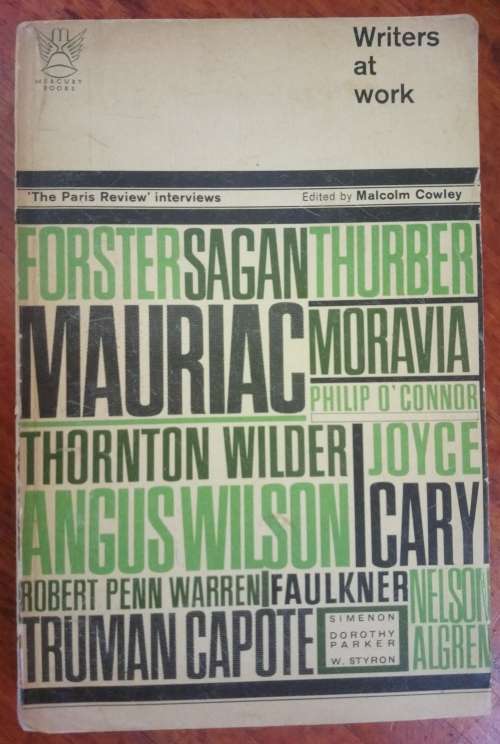 MERCURY
BOOKS
Writers
at
work
'The Paris Review' interviews
Edited by Malcolm Cowley
FORSTER SAGAN THURBER
MAURIAC
MORAVIA
PHILIP O'CONNOR
THORNTON WILDER
JOYCE
CARY
ANGUS WILSON
ROBERT PENN WARREN
FAULKNER
NELSON
ALGREN
TRUMAN CAPOTE
SIMENON
DOROTHY
PARKER
W. STYRON